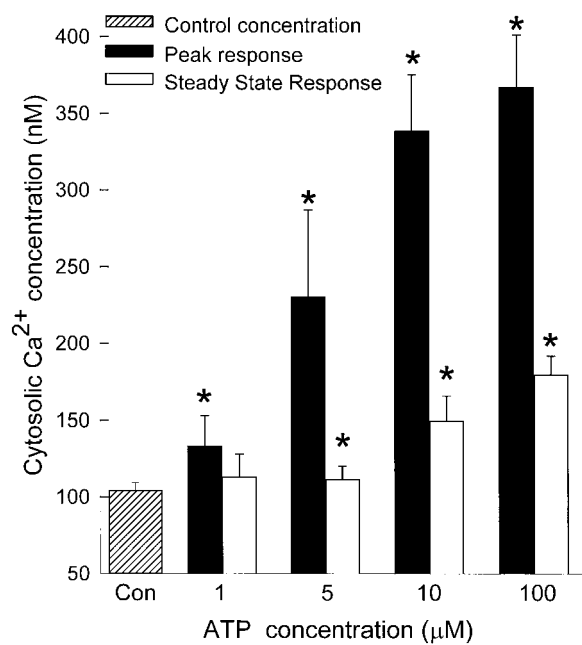 Control concentration
Peak response
Steady State Response
Cytosolic Ca2+ concentration (nM)
400
350
300
250
200
150
100
50
* * * * * * *
Con 1 5 10 100
ATP concentration (μM)